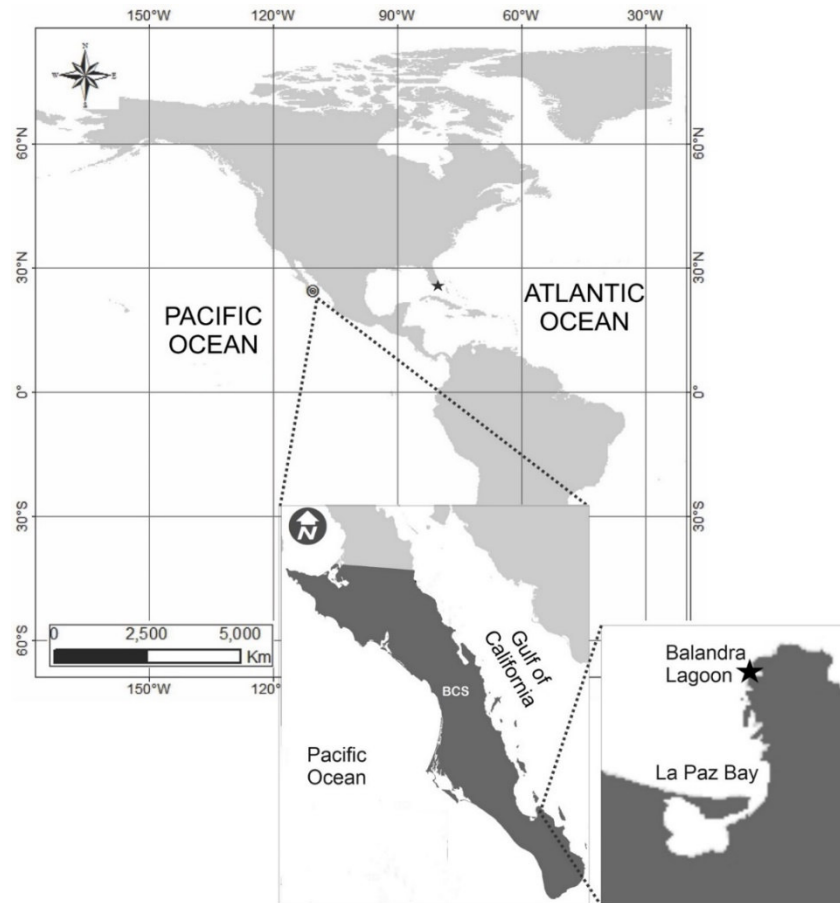 150°W 120°W 90°W 60°W 30°W
N
60°N 60°N
30°N 30°N
PACIFIC
OCEAN
ATLANTIC
OCEAN
0° 0°
30°S 30°S
N
60°S 60°S
0 2,500 5,000
Km
150°W 120°
Gulf of
California
BCS
Pacific
Ocean
Balandra
Lagoon
La Paz Bay